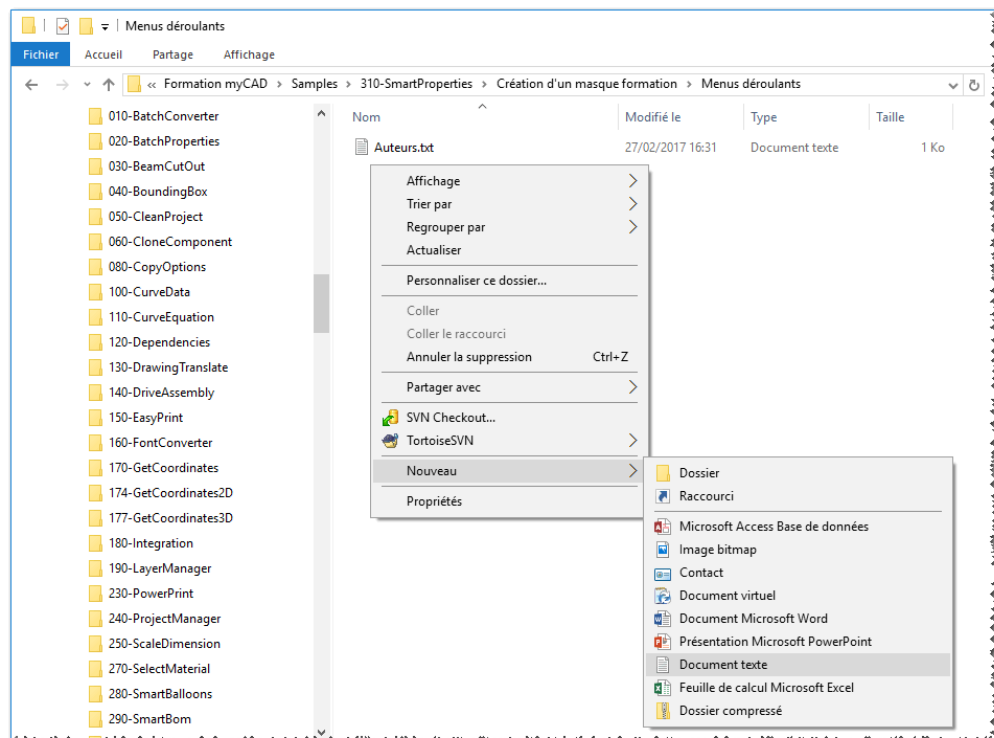 Menus déroulants
Fichier Accueil Partage Affichage
« Formation myCAD > Samples > 310-SmartProperties > Création d'un masque formation > Menus déroulants
010-BatchConverter
020-BatchProperties
030-BeamCutOut
040-BoundingBox
050-CleanProject
060-CloneComponent
080-CopyOptions
100-CurveData
110-CurveEquation
120-Dependencies
130-DrawingTranslate
140-DriveAssembly
150-EasyPrint
160-FontConverter
170-GetCoordinates
174-GetCoordinates2D
177-GetCoordinates3D
180-Integration
190-LayerManager
230-PowerPrint
240-ProjectManager
250-ScaleDimension
270-SelectMaterial
280-SmartBalloons
290-SmartBom
Nom Modifié le Type Taille
Auteurs.txt 27/02/2017 16:31 Document texte 1 Ko
Affichage
Trier par
Regrouper par
Actualiser
Personnaliser ce dossier...
Coller
Coller le raccourci
Annuler la suppression Ctrl+Z
Partager avec
SVN Checkout...
TortoiseSVN
Nouveau
Propriétés
Dossier
Raccourci
Microsoft Access Base de données
Image bitmap
Contact
Document virtuel
Document Microsoft Word
Présentation Microsoft PowerPoint
Document texte
Feuille de calcul Microsoft Excel
Dossier compressé